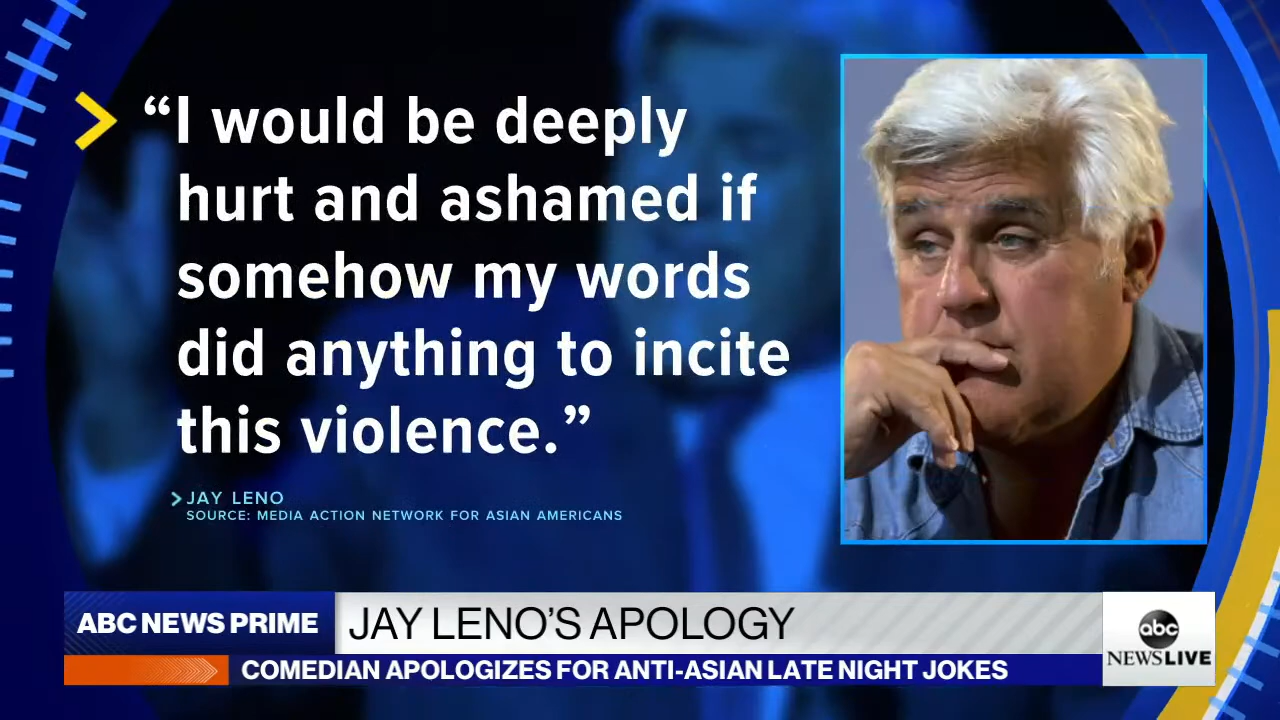 “I would be deeply
hurt and ashamed if
somehow my words
did anything to incite
this violence.”
JAY LENO
SOURCE: MEDIA ACTION NETWORK FOR ASIAN AMERICANS
ABC NEWS PRIME
JAY LENO’S APOLOGY
COMEDIAN APOLOGIZES FOR ANTI-ASIAN LATE NIGHT JOKES
abc
NEWSLIVE